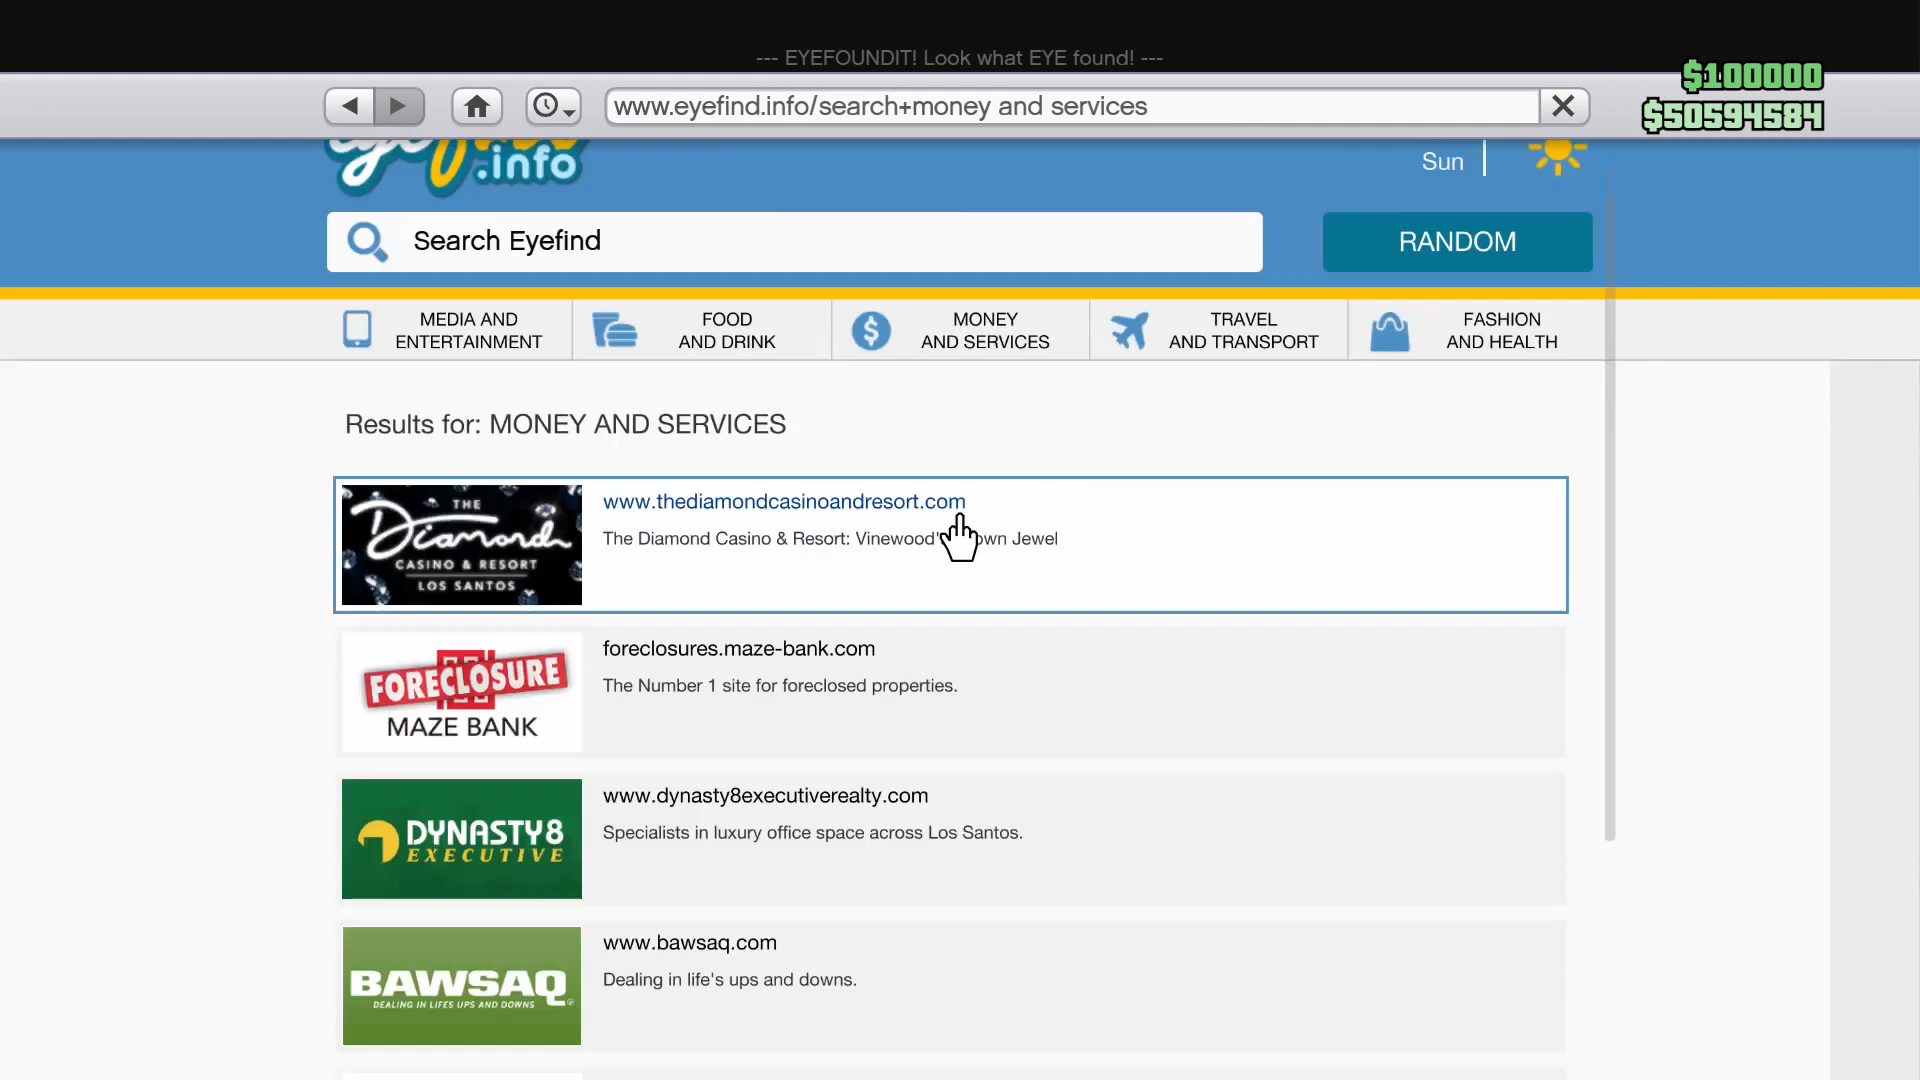 --- EYEFOUNDIT! Look what EYE found! ---
$100000
www.eyefind.info/search+money and services
$50594584
.info
Sun
Search Eyefind
RANDOM
MEDIA AND
ENTERTAINMENT
FOOD
AND DRINK
MONEY
AND SERVICES
TRAVEL
AND TRANSPORT
FASHION
AND HEALTH
Results for: MONEY AND SERVICES
THE
Diamond
CASINO & RESORT
LOS SANTOS
www.thediamondcasinoandresort.com
The Diamond Casino & Resort: Vinewood' own Jewel
FORECLOSURE
MAZE BANK
foreclosures.maze-bank.com
The Number 1 site for foreclosed properties.
DYNASTY8
EXECUTIVE
www.dynasty8executiverealty.com
Specialists in luxury office space across Los Santos.
BAWSAQ
DEALING IN LIFES UPS AND DOWNS
www.bawsaq.com
Dealing in life's ups and downs.